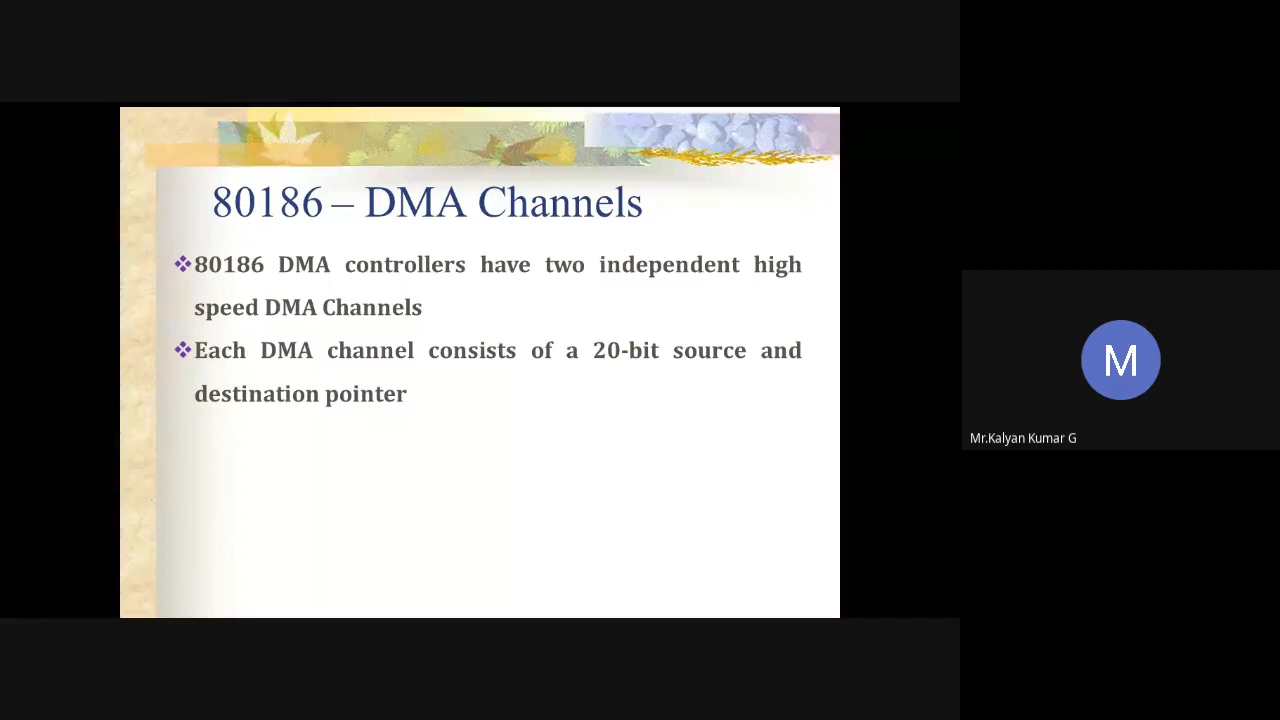 80186 – DMA Channels
❖80186 DMA controllers have two independent high
speed DMA Channels
❖Each DMA channel consists of a 20-bit source and
destination pointer
M
Mr.Kalyan Kumar G